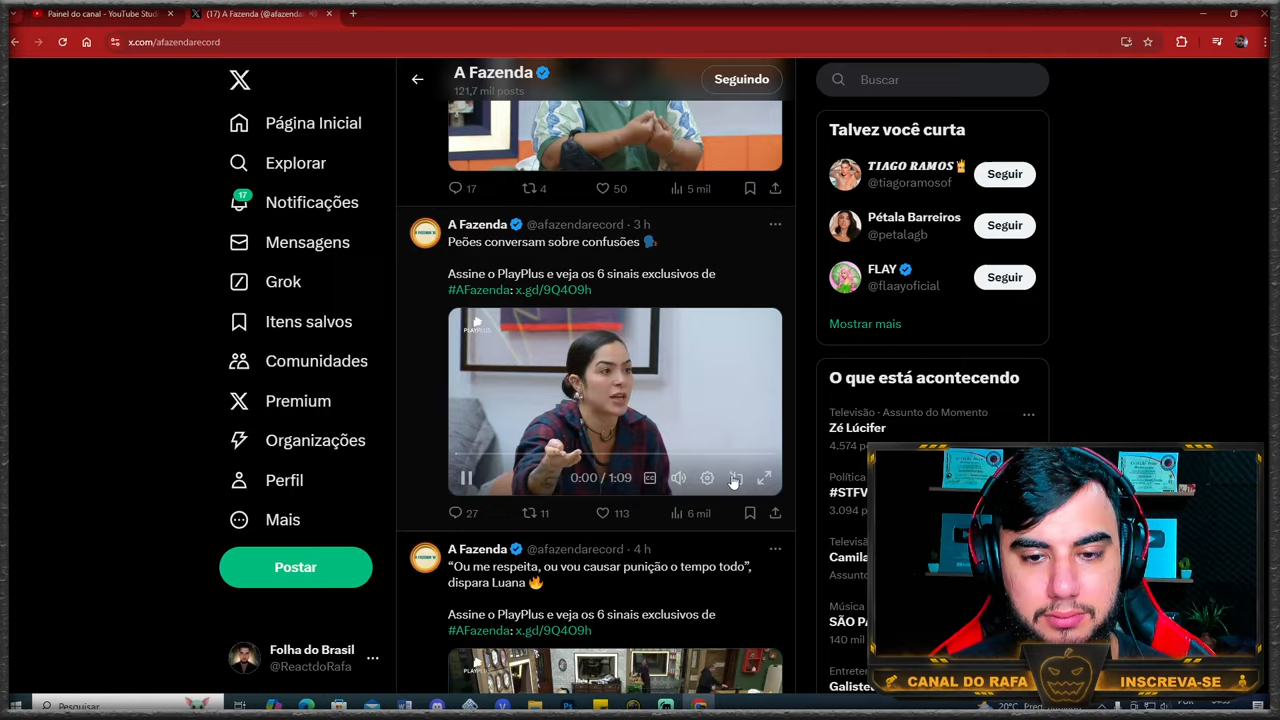 Painel do canal - YouTube Stud
(17) A Fazenda (@afazenda
x.com/afazendarecord
Página Inicial
Explorar
17
Notificações
Mensagens
Grok
Itens salvos
Comunidades
Premium
Organizações
Perfil
Mais
Postar
Folha do Brasil
@ReactdoRafa
A Fazenda
121,7 mil posts
Seguindo
17
4
50
5 mil
A Fazenda @afazendarecord · 3 h
Peões conversam sobre confusões
Assine o PlayPlus e veja os 6 sinais exclusivos de
#AFazenda: x.gd/9Q4O9h
PLAYPLUS
0:00 / 1:09
27
11
113
6 mil
A Fazenda @afazendarecord · 4 h
“Ou me respeita, ou vou causar punição o tempo todo”,
dispara Luana
Assine o PlayPlus e veja os 6 sinais exclusivos de
#AFazenda: x.gd/9Q4O9h
PLAYPLUS
Buscar
Talvez você curta
TIAGO RAMOS
@tiagoramosof
Seguir
Pétala Barreiros
@petalagb
Seguir
FLAY
@flaayoficial
Seguir
Mostrar mais
O que está acontecendo
Televisão · Assunto do Momento
Zé Lúcifer
4.574
Política
#STFV
3.094
Televis
Camila
Assunto
Música
SÃO PA
140 mil
Entreter
Galiste
CANAL DO RAFA
INSCREVA-SE
Pesquisar
20°C